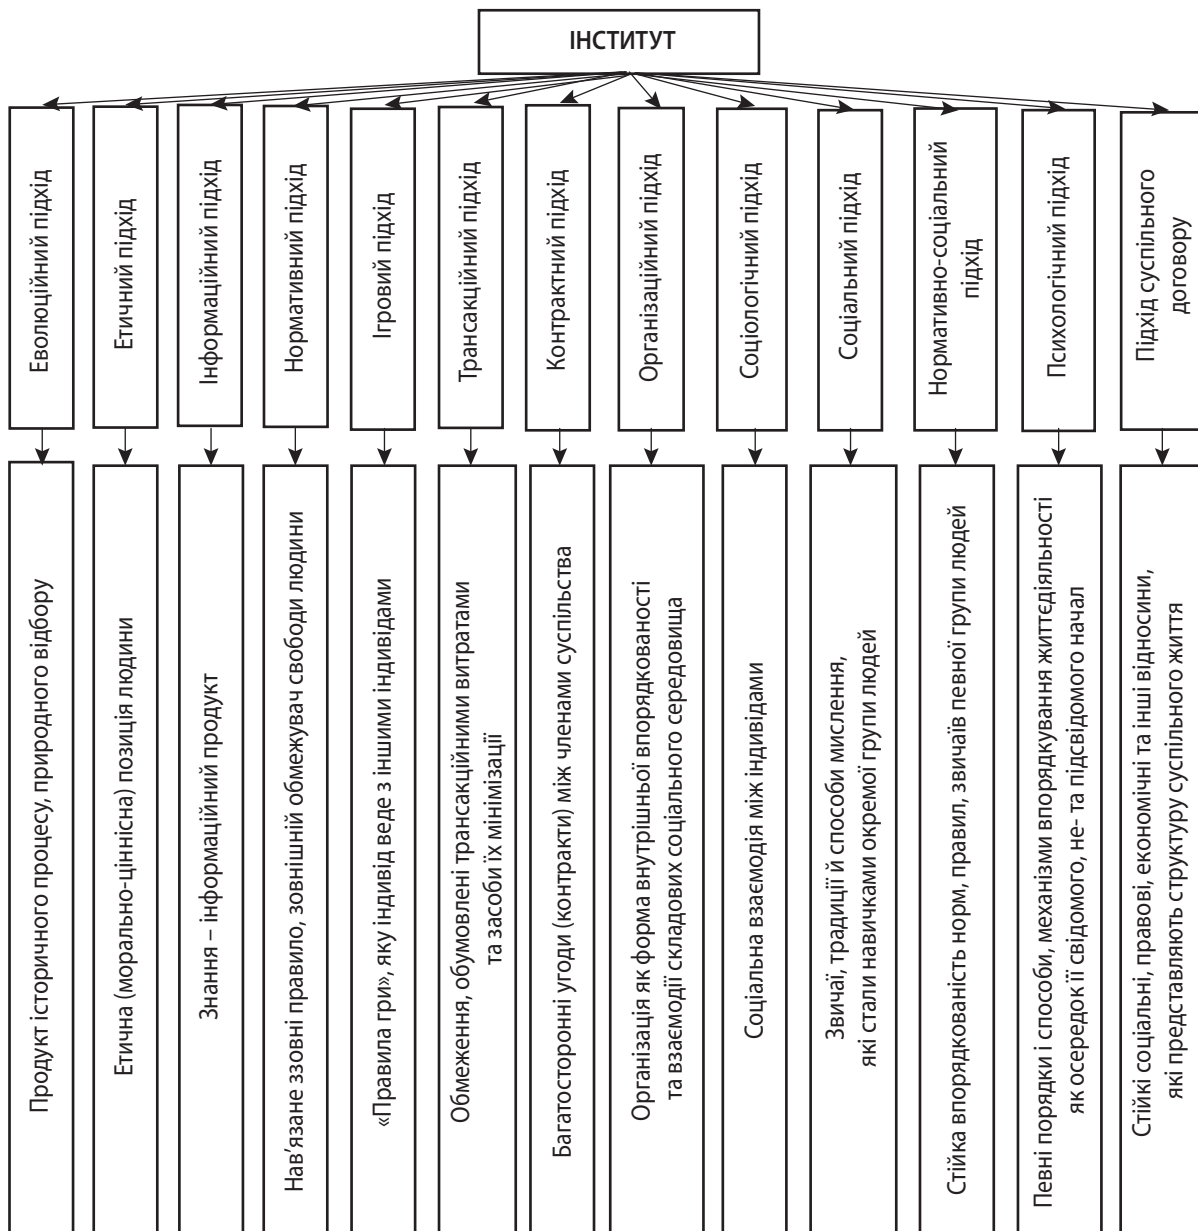 ІНСТИТУТ
Еволюційний підхід
Етичний підхід
Інформаційний підхід
Нормативний підхід
Ігровий підхід
Трансакційний підхід
Контрактний підхід
Організаційний підхід
Соціологічний підхід
Соціальний підхід
Нормативно-соціальний
підхід
Психологічний підхід
Підхід суспільного
договору
Продукт історичного процесу, природного відбору
Етична (морально-ціннісна) позиція людини
Знання – інформаційний продукт
Нав’язане ззовні правило, зовнішній обмежувач свободи людини
«Правила гри», яку індивід веде з іншими індивідами
Обмеження, обумовлені трансакційними витратами
та засоби їх мінімізації
Багатосторонні угоди (контракти) між членами суспільства
Організація як форма внутрішньої впорядкованості
та взаємодії складових соціального середовища
Соціальна взаємодія між індивідами
Звичаї, традиції й способи мислення,
які стали навичками окремої групи людей
Стійка впорядкованість норм, правил, звичаїв певної групи людей
Певні порядки і способи, механізми впорядкування життєдіяльності
як осередок її свідомого, не- та підсвідомого начал
Стійкі соціальні, правові, економічні та інші відносини,
які представляють структуру суспільного життя